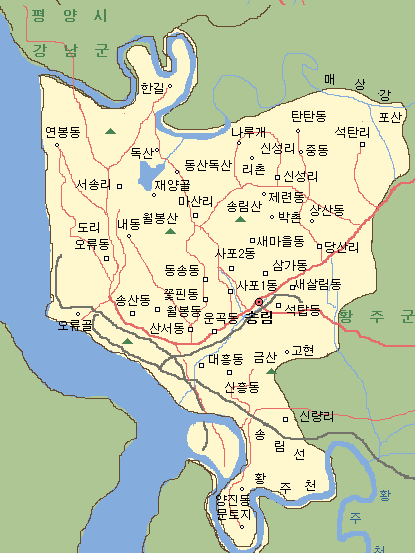 평양시
강남군
한길
매상강
포산
연봉동
탄탄동
나루개
석탄리
독산
신성리
중동
동산독산
리촌
신성리
서송리
재양골
마산리
제련동
월봉산
송림산
상산동
박촌
도리
내동
오류동
새마을동
당산리
사포2동
삼가동
동송동
사포1동
새살림동
꽃핀동
송산동
월봉동
석탑동
송림
운곡동
오류골
산서동
황주군
대흥동
금산
고현
신흥동
신량리
송림선
황주천
양진동
문토지
황주천